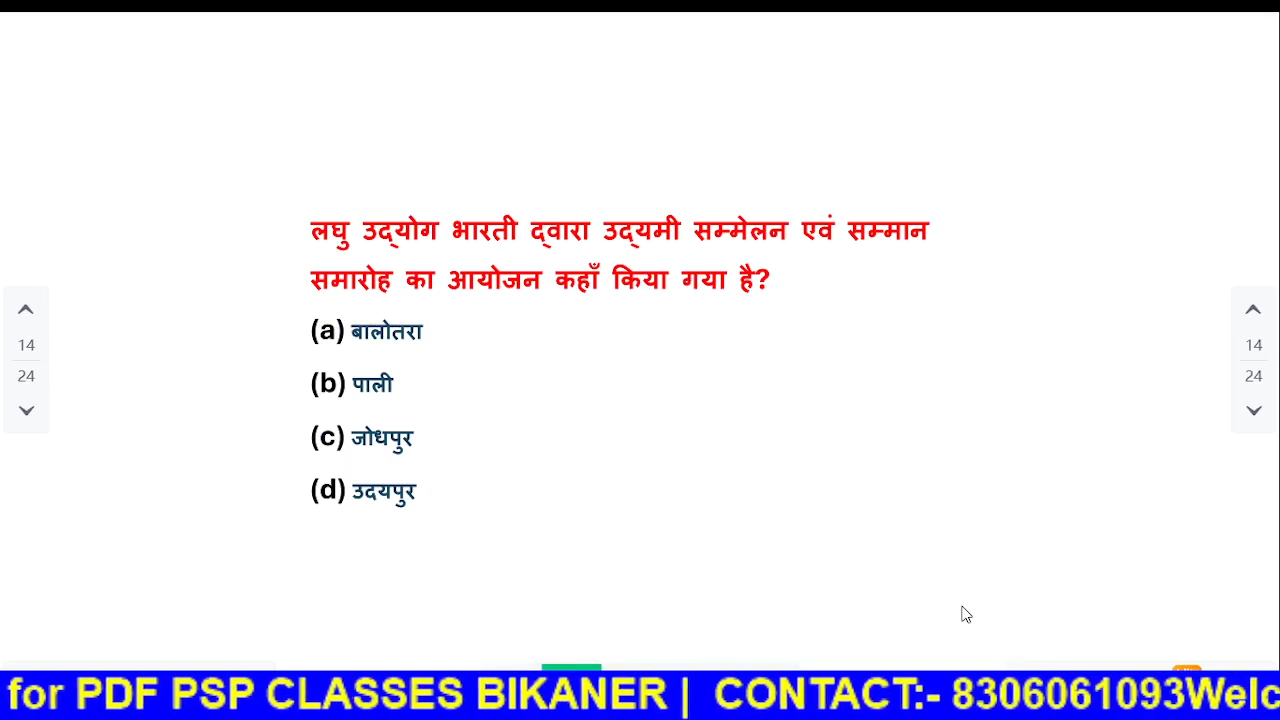 लघु उद्योग भारती द्वारा उद्यमी सम्मेलन एवं सम्मान
समारोह का आयोजन कहाँ किया गया है?
(a) बालोतरा
14
14
24
24
(b) पाली
(c) जोधपुर
(d) उदयपुर
for PDF PSP CLASSES BIKANER | CONTACT:- 8306061093Welc